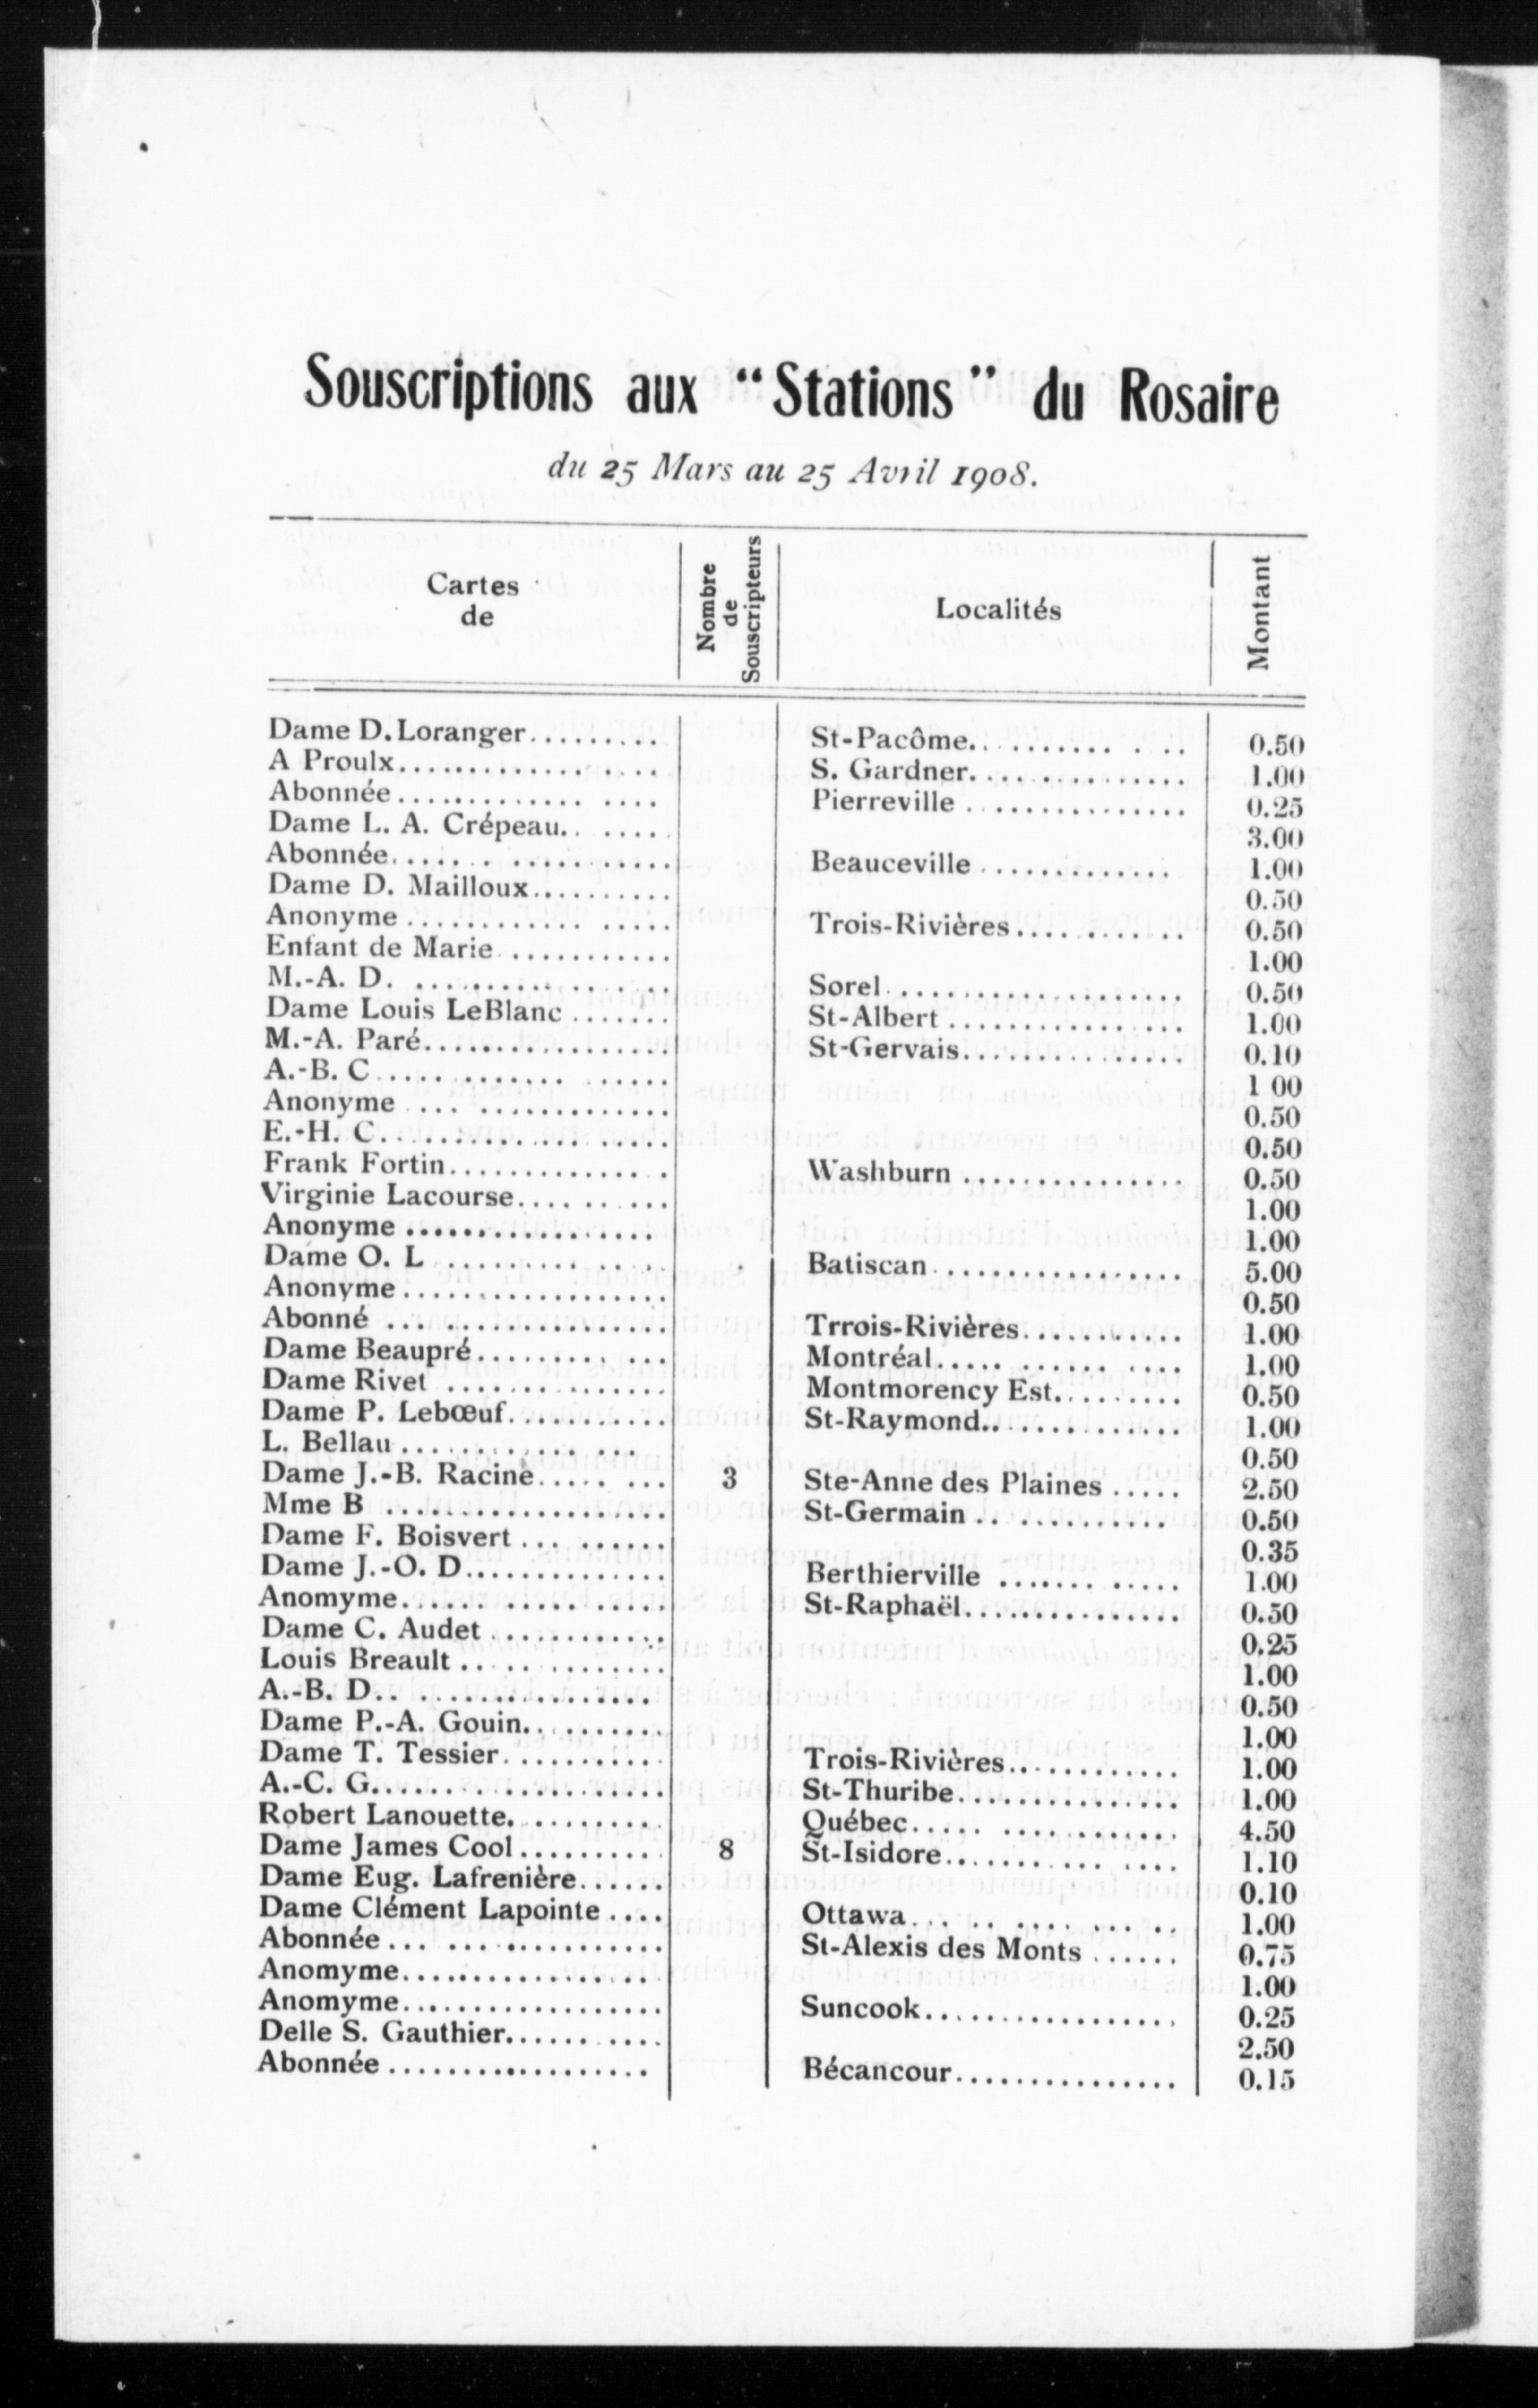 Souscriptions aux "Stations" du Rosaire
du 25 Mars au 25 Avril 1908.
Cartes de | Nombre de Souscripteurs | Localités | Montant
Dame D. Loranger......... St-Pacôme.. ......... . .. 0.50
A Proulx.................. S. Gardner............... 1.00
Abonnée............. .... Pierreville ............... 0.25
Dame L. A. Crépeau.. ..... 3.00
Abonnée...... . ........... Beauceville ............. 1.00
Dame D. Mailloux.......... 0.50
Anonyme ............ ..... Trois-Rivières............ 0.50
Enfant de Marie ........... 1.00
M.-A. D. ................. Sorel ................... 0.50
Dame Louis LeBlanc ....... St-Albert ................ 1.00
M.-A. Paré................ St-Gervais............... 0.10
A.-B. C .... ......... ...... 1 00
Anonyme .... ............. 0.50
E.-H. C................... 0.50
Frank Fortin.............. . Washburn ............... 0.50
Virginie Lacourse.... ...... 1.00
Anonyme ................. 1.00
Dame O. L ............ . . Batiscan ................ 5.00
Anonyme.................. 0.50
Abonné ................... Trrois-Rivières........... 1.00
Dame Beaupré......... ... Montréal..... ...... .... 1.00
Dame Rivet ............... Montmorency Est......... 0.50
Dame P. Lebœuf........... St-Raymond.. ........... 1.00
L. Bellau ............ ... 0.50
Dame J.-B. Racine..... ... 3 Ste-Anne des Plaines ..... 2.50
Mme B ................... St-Germain .. .......... 0.50
Dame F. Boisvert ... ...... 0.35
Dame J.-O. D.............. Berthierville ....... ..... 1.00
Anomyme.................. St-Raphaël............... 0.50
Dame C. Audet ............ 0.25
Louis Breault .............. 1.00
A.-B. D.. ................ 0.50
Dame P.-A. Gouin.. ........ 1.00
Dame T. Tessier........... Trois-Rivières............ 1.00
A.-C. G.................... St-Thuribe............... 1.00
Robert Lanouette.......... Québec..... ............ 4.50
Dame James Cool.......... 8 St-Isidore........... .... 1.10
Dame Eug. Lafrenière...... 0.10
Dame Clément Lapointe .... Ottawa... .. .... ... .. 1.00
Abonnée ... .............. St-Alexis des Monts ...... 0.75
Anomyme................. 1.00
Anomyme.................. Suncook................. 0.25
Delle S. Gauthier...... .... 2.50
Abonnée .................. Bécancour............... 0.15